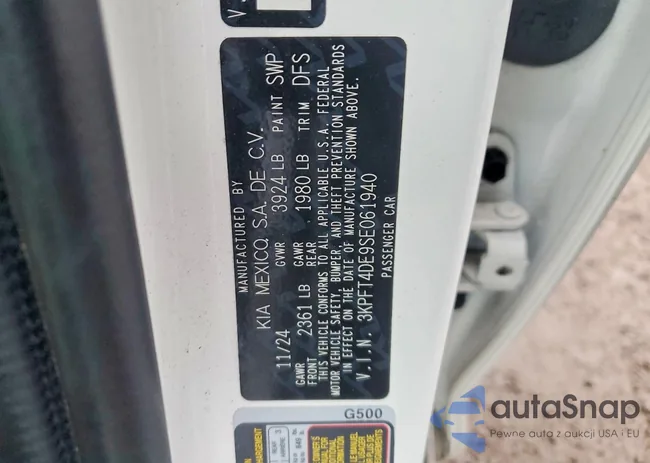 MANUFACTURED BY
KIA MEXICO, S.A. DE C.V.
11/24 GVWR 3924 LB PAINT SWP
GAWR FRONT 2361 LB GAWR REAR 1980 LB TRIM DFS
THIS VEHICLE CONFORMS TO ALL APPLICABLE U.S.A. FEDERAL
MOTOR VEHICLE SAFETY, BUMPER, AND THEFT PREVENTION STANDARDS
IN EFFECT ON THE DATE OF MANUFACTURE SHOWN ABOVE.
V.I.N. 3KPFT4DE9SE061940
PASSENGER CAR
G500
autaSnap
Pewne auta z aukcji USA i EU